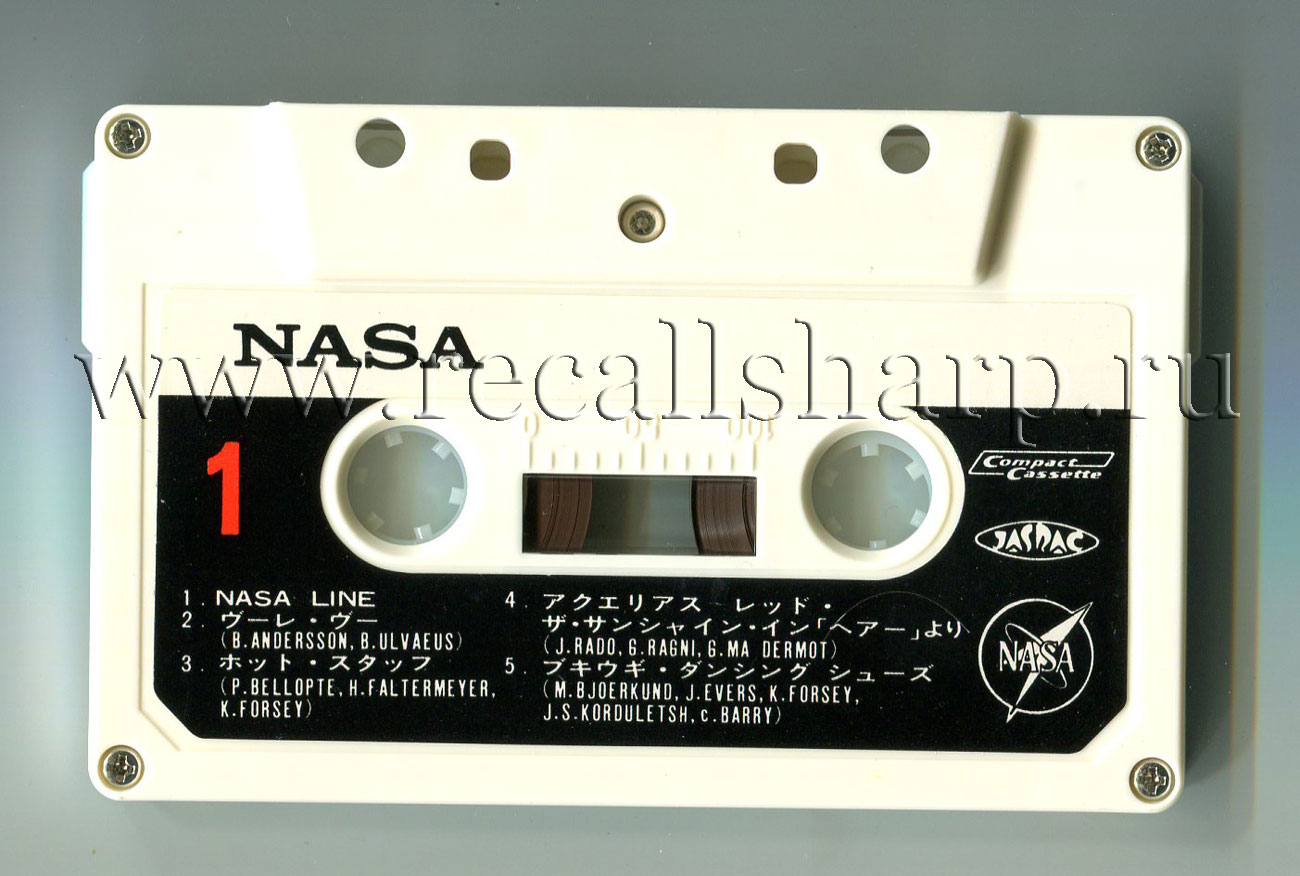 NASA
www.recallsharp.ru
0 50 100
1
Compact
Cassette
JASRAC
1. NASA LINE
2. ヴーレ・ヴー
(B.ANDERSSON, B.ULVAEUS)
3. ホット・スタッフ
(P.BELLOPTE, H.FALTERMEYER,
K.FORSEY)
4. アクエリアス レッド・
ザ・サンシャイン・イン「ヘアー」より
(J.RADO, G.RAGNI, G.MA DERMOT)
5. ブキウギ・ダンシング シューズ
(M.BJOERKUND, J.EVERS, K.FORSEY,
J.S.KORDULETSH, c.BARRY)
NASA